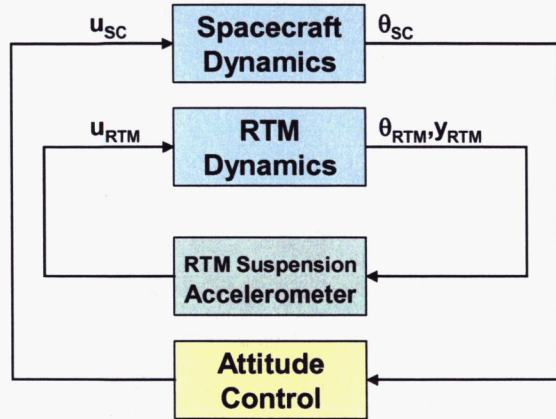 u_SC
Spacecraft
Dynamics
θ_SC
u_RTM
RTM
Dynamics
θ_RTM,y_RTM
RTM Suspension
Accelerometer
Attitude
Control